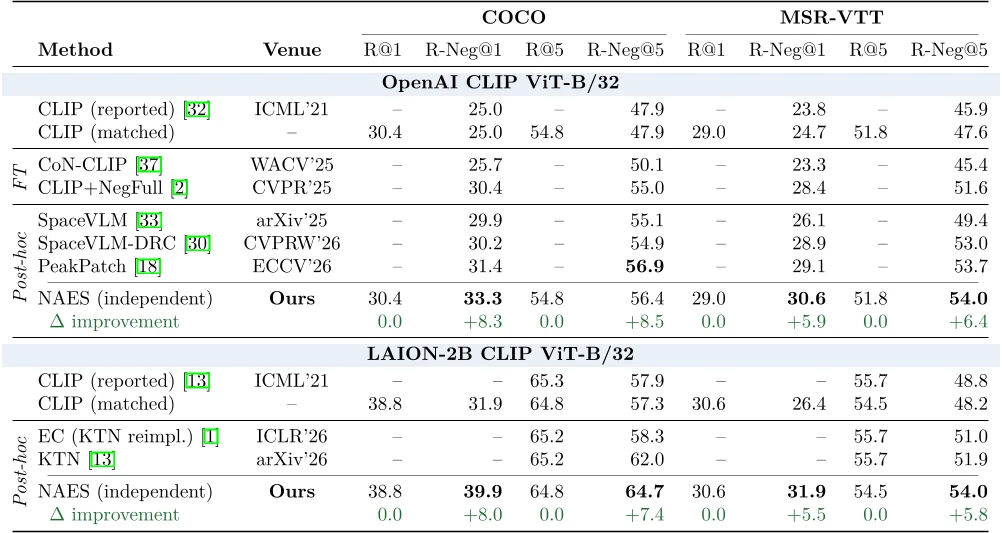 COCO MSR-VTT
Method Venue R@1 R-Neg@1 R@5 R-Neg@5 R@1 R-Neg@1 R@5 R-Neg@5
OpenAI CLIP ViT-B/32
CLIP (reported) [32] ICML'21 – 25.0 – 47.9 – 23.8 – 45.9
CLIP (matched) – 30.4 25.0 54.8 47.9 29.0 24.7 51.8 47.6
FT
CoN-CLIP [37] WACV'25 – 25.7 – 50.1 – 23.3 – 45.4
CLIP+NegFull [2] CVPR'25 – 30.4 – 55.0 – 28.4 – 51.6
Post-hoc
SpaceVLM [33] arXiv'25 – 29.9 – 55.1 – 26.1 – 49.4
SpaceVLM-DRC [30] CVPRW'26 – 30.2 – 54.9 – 28.9 – 53.0
PeakPatch [18] ECCV'26 – 31.4 – 56.9 – 29.1 – 53.7
NAES (independent) Ours 30.4 33.3 54.8 56.4 29.0 30.6 51.8 54.0
Δ improvement 0.0 +8.3 0.0 +8.5 0.0 +5.9 0.0 +6.4
LAION-2B CLIP ViT-B/32
CLIP (reported) [13] ICML'21 – – 65.3 57.9 – – 55.7 48.8
CLIP (matched) – 38.8 31.9 64.8 57.3 30.6 26.4 54.5 48.2
Post-hoc
EC (KTN reimpl.) [1] ICLR'26 – – 65.2 58.3 – – 55.7 51.0
KTN [13] arXiv'26 – – 65.2 62.0 – – 55.7 51.9
NAES (independent) Ours 38.8 39.9 64.8 64.7 30.6 31.9 54.5 54.0
Δ improvement 0.0 +8.0 0.0 +7.4 0.0 +5.5 0.0 +5.8